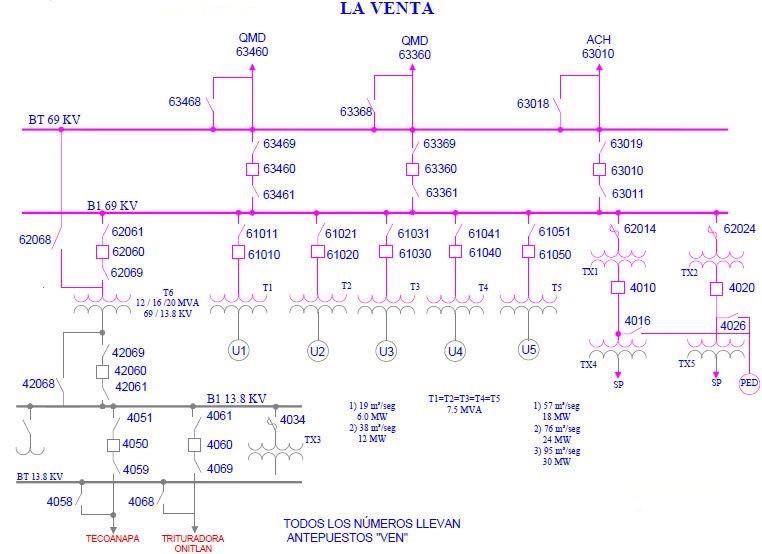 LA VENTA
QMD
63460
QMD
63360
ACH
63010
63468
63368
63018
BT 69 KV
63469
63369
63019
63460
63360
63010
63461
63361
63011
B1 69 KV
62068
62061
62060
62069
61011
61010
61021
61020
61031
61030
61041
61040
61051
61050
62014
62024
TX1
TX2
4010
4020
T6
12 / 16 /20 MVA
69 / 13.8 KV
T1
T2
T3
T4
T5
4016
4026
U1
U2
U3
U4
U5
TX4
TX5
SP
SP
PED
42069
42060
42061
42068
B1 13.8 KV
1) 19 m³/seg
6.0 MW
2) 38 m³/seg
12 MW
T1=T2=T3=T4=T5
7.5 MVA
1) 57 m³/seg
18 MW
2) 76 m³/seg
24 MW
3) 95 m³/seg
30 MW
4051
4050
4059
4061
4060
4069
4034
TX3
BT 13.8 KV
4058
4068
TECOANAPA
TRITURADORA
ONITLAN
TODOS LOS NÚMEROS LLEVAN
ANTEPUESTOS "VEN"